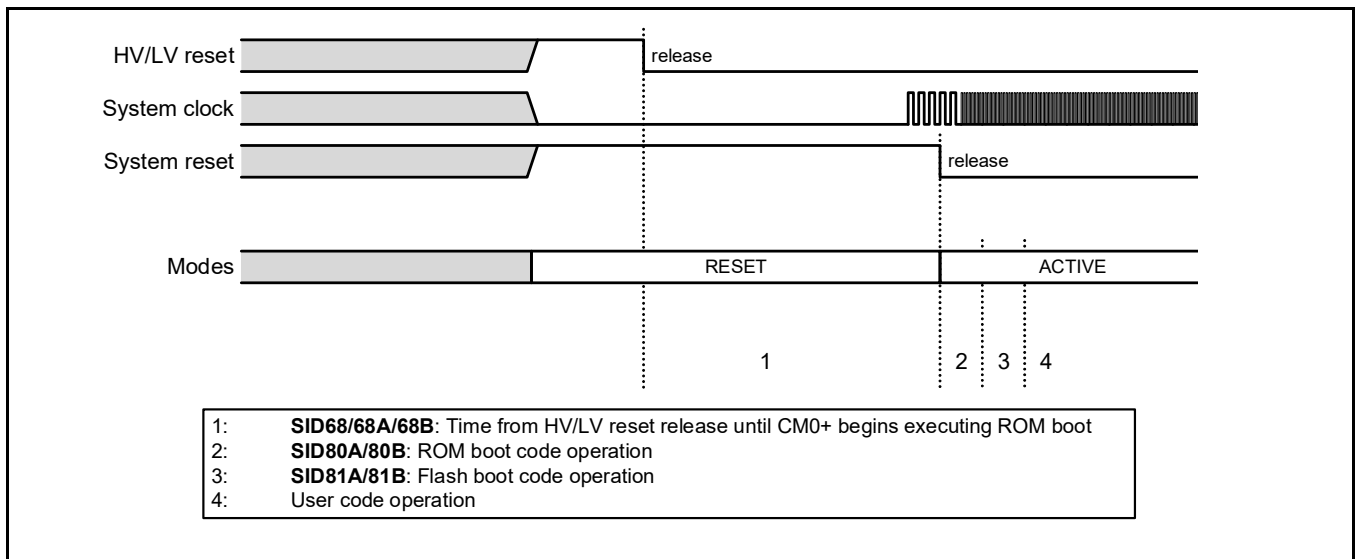 HV/LV reset
release
System clock
System reset
release
Modes
RESET
ACTIVE
1
2
3
4
1: SID68/68A/68B: Time from HV/LV reset release until CM0+ begins executing ROM boot
2: SID80A/80B: ROM boot code operation
3: SID81A/81B: Flash boot code operation
4: User code operation